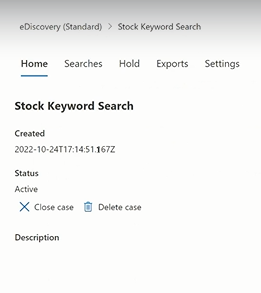 eDiscovery (Standard) > Stock Keyword Search
Home Searches Hold Exports Settings
Stock Keyword Search
Created
2022-10-24T17:14:51.167Z
Status
Active
Close case Delete case
Description